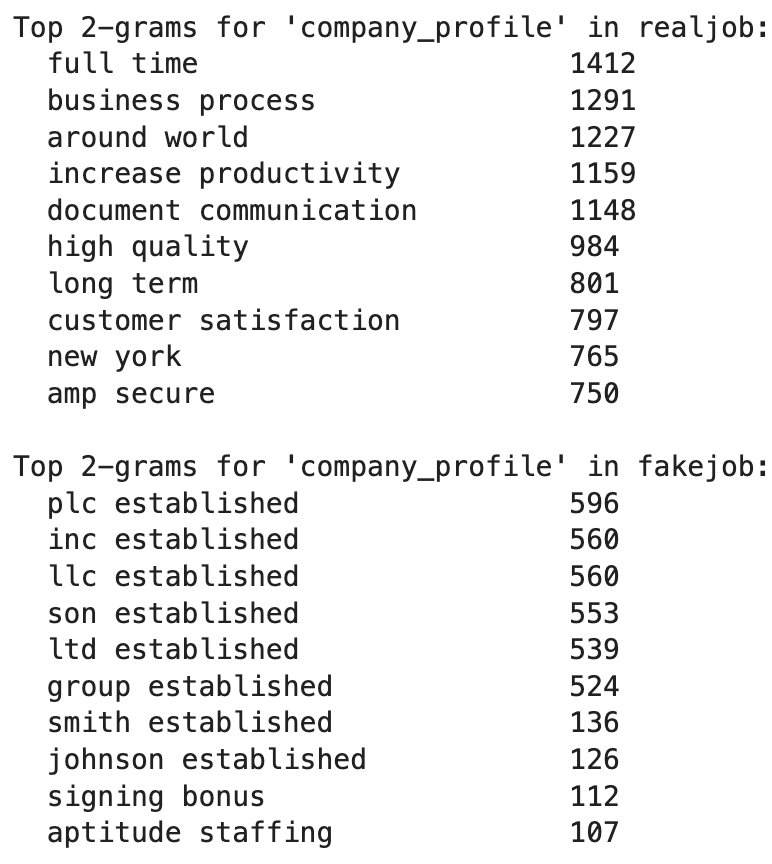 Top 2-grams for 'company_profile' in realjob:
full time 1412
business process 1291
around world 1227
increase productivity 1159
document communication 1148
high quality 984
long term 801
customer satisfaction 797
new york 765
amp secure 750
Top 2-grams for 'company_profile' in fakejob:
plc established 596
inc established 560
llc established 560
son established 553
ltd established 539
group established 524
smith established 136
johnson established 126
signing bonus 112
aptitude staffing 107